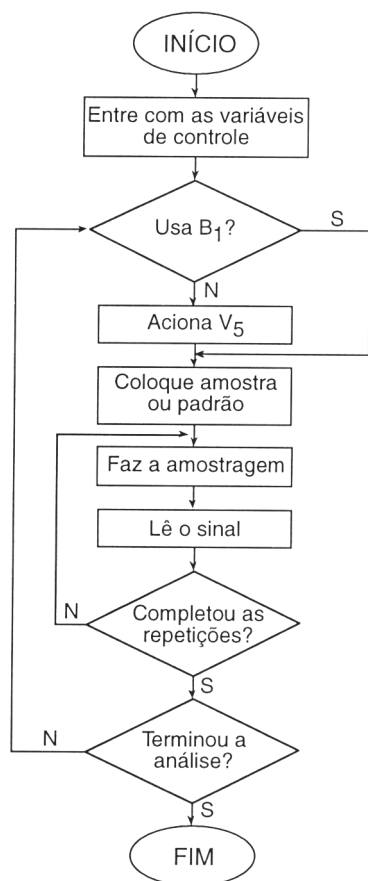 INÍCIO
Entre com as variáveis
de controle
Usa B1?
S
N
Aciona V5
Coloque amostra
ou padrão
Faz a amostragem
Lê o sinal
N
Completou as
repetições?
S
N
Terminou a
análise?
S
FIM